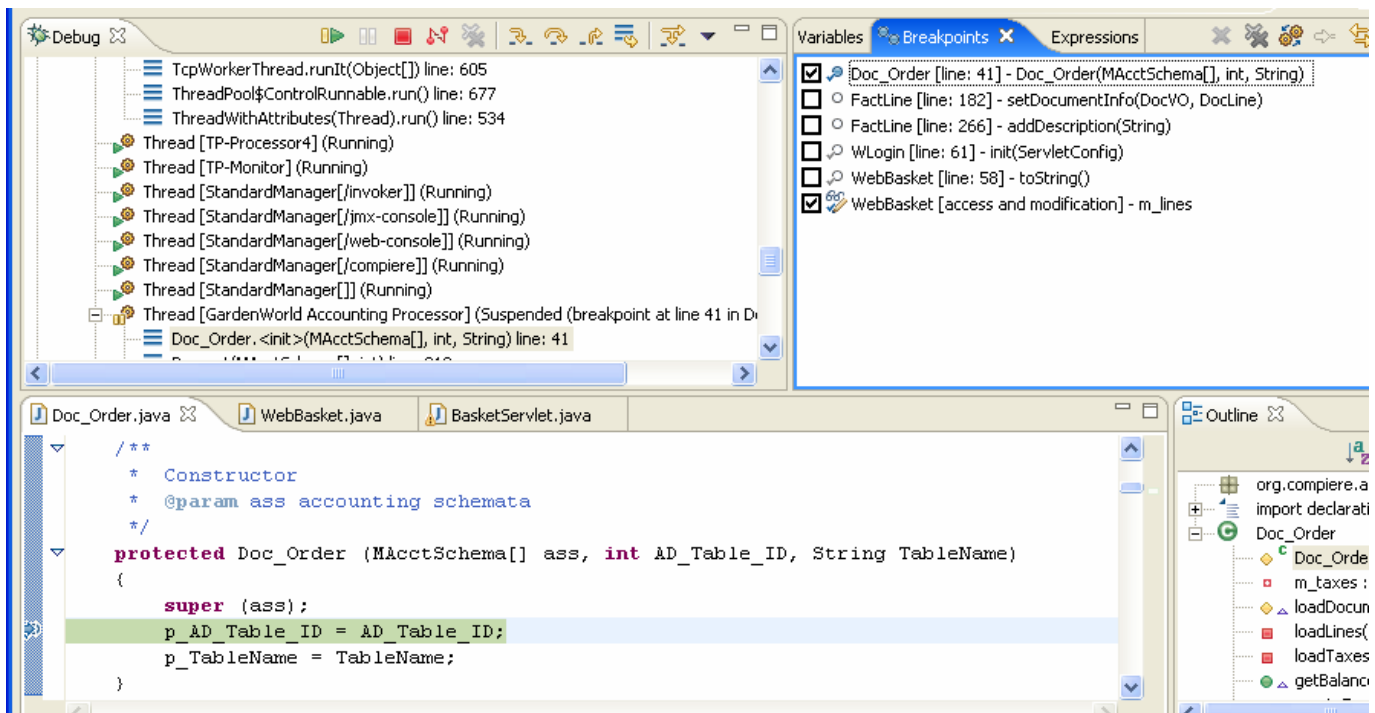 Debug
TcpWorkerThread.runIt(Object[]) line: 605
ThreadPool$ControlRunnable.run() line: 677
ThreadWithAttributes(Thread).run() line: 534
Thread [TP-Processor4] (Running)
Thread [TP-Monitor] (Running)
Thread [StandardManager[/invoker]] (Running)
Thread [StandardManager[/jmx-console]] (Running)
Thread [StandardManager[/web-console]] (Running)
Thread [StandardManager[/compiere]] (Running)
Thread [StandardManager[]] (Running)
Thread [GardenWorld Accounting Processor] (Suspended (breakpoint at line 41 in D
Doc_Order.<init>(MAcctSchema[], int, String) line: 41
Variables Breakpoints Expressions
Doc_Order [line: 41] - Doc_Order(MAcctSchema[], int, String)
FactLine [line: 182] - setDocumentInfo(DocVO, DocLine)
FactLine [line: 266] - addDescription(String)
WLogin [line: 61] - init(ServletConfig)
WebBasket [line: 58] - toString()
WebBasket [access and modification] - m_lines
Doc_Order.java WebBasket.java BasketServlet.java
/**
* Constructor
* @param ass accounting schemata
*/
protected Doc_Order (MAcctSchema[] ass, int AD_Table_ID, String TableName)
{
super (ass);
p_AD_Table_ID = AD_Table_ID;
p_TableName = TableName;
}
Outline
org.compiere.a
import declarati
Doc_Order
Doc_Orde
m_taxes :
loadDocun
loadLines(
loadTaxes
getBalance